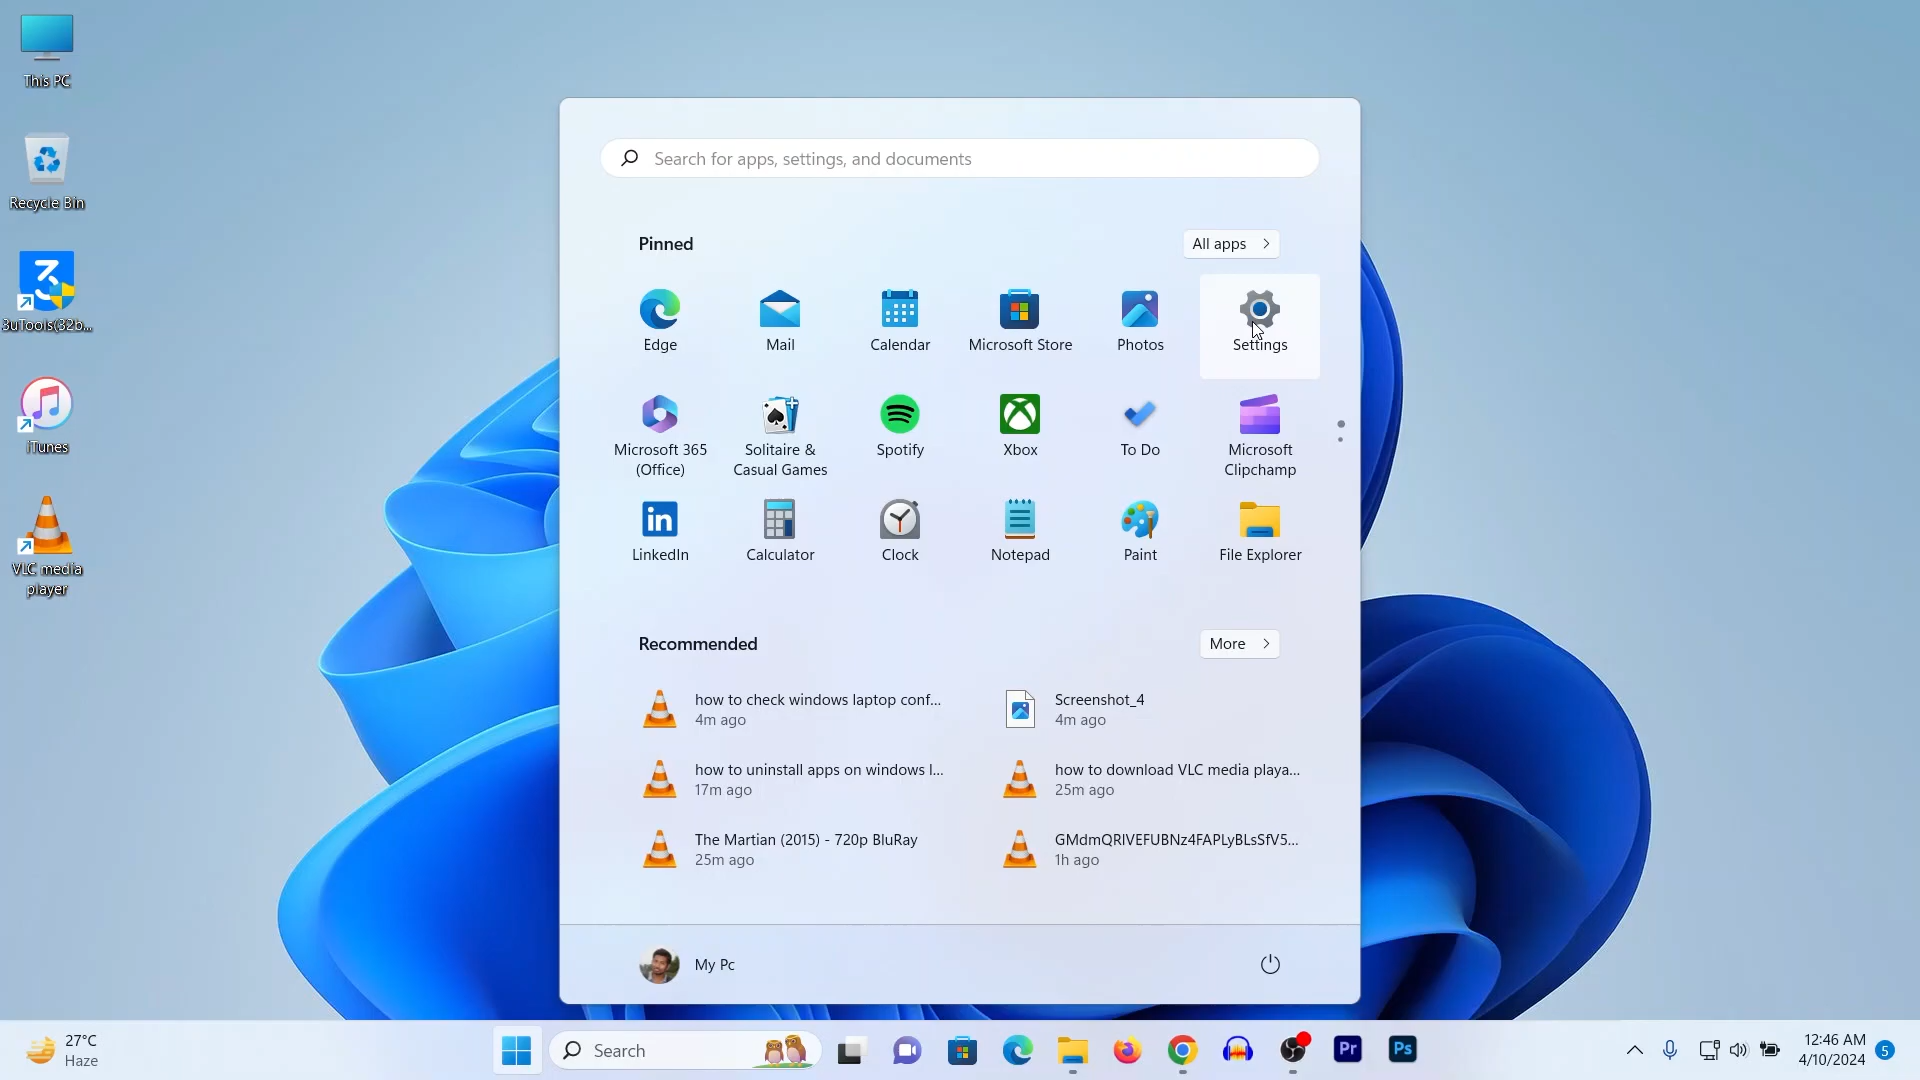 This PC
Recycle Bin
3uTools(32b...
iTunes
VLC media
player
Search for apps, settings, and documents
Pinned
All apps
Edge
Mail
Calendar
Microsoft Store
Photos
Settings
Microsoft 365
(Office)
Solitaire &
Casual Games
Spotify
Xbox
To Do
Microsoft
Clipchamp
in
LinkedIn
Calculator
Clock
Notepad
Paint
File Explorer
Recommended
More
how to check windows laptop conf...
4m ago
Screenshot_4
4m ago
how to uninstall apps on windows l...
17m ago
how to download VLC media playa...
25m ago
The Martian (2015) - 720p BluRay
25m ago
GMdmQRIVEFUBNz4FAPLyBLsSfV5...
1h ago
My Pc
27°C
Haze
Search
Pr
Ps
12:46 AM
4/10/2024
5